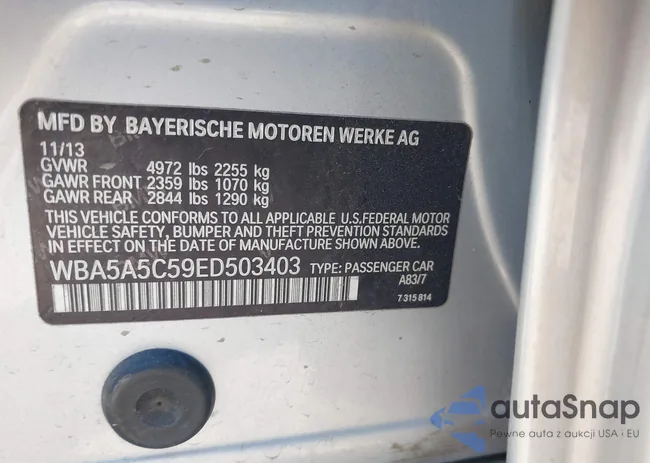 MFD BY BAYERISCHE MOTOREN WERKE AG
11/13
GVWR 4972 lbs 2255 kg
GAWR FRONT 2359 lbs 1070 kg
GAWR REAR 2844 lbs 1290 kg
THIS VEHICLE CONFORMS TO ALL APPLICABLE U.S.FEDERAL MOTOR
VEHICLE SAFETY, BUMPER AND THEFT PREVENTION STANDARDS
IN EFFECT ON THE DATE OF MANUFACTURE SHOWN ABOVE.
WBA5A5C59ED503403 TYPE: PASSENGER CAR
A83/7
7 315 814
autaSnap
Pewne auta z aukcji USA i EU